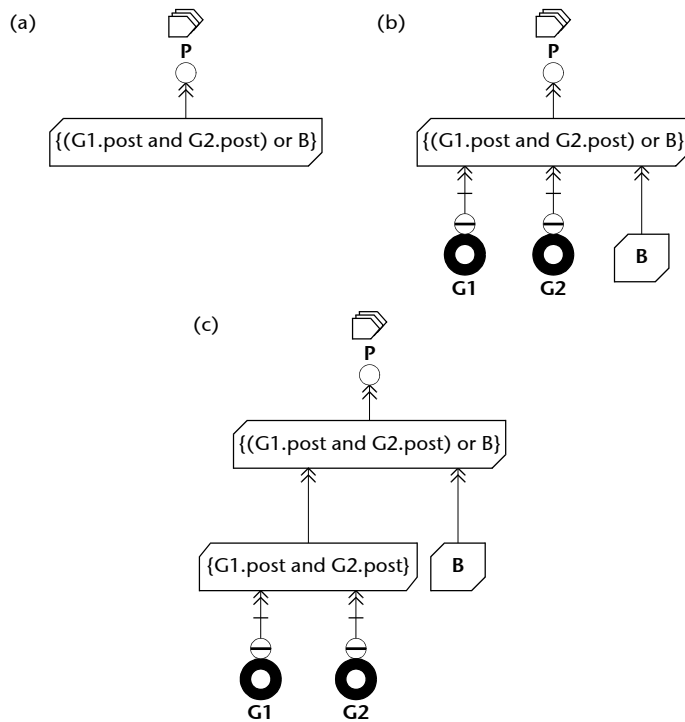 (a)
P
{(G1.post and G2.post) or B}
(b)
P
{(G1.post and G2.post) or B}
G1
G2
B
(c)
P
{(G1.post and G2.post) or B}
{G1.post and G2.post}
B
G1
G2